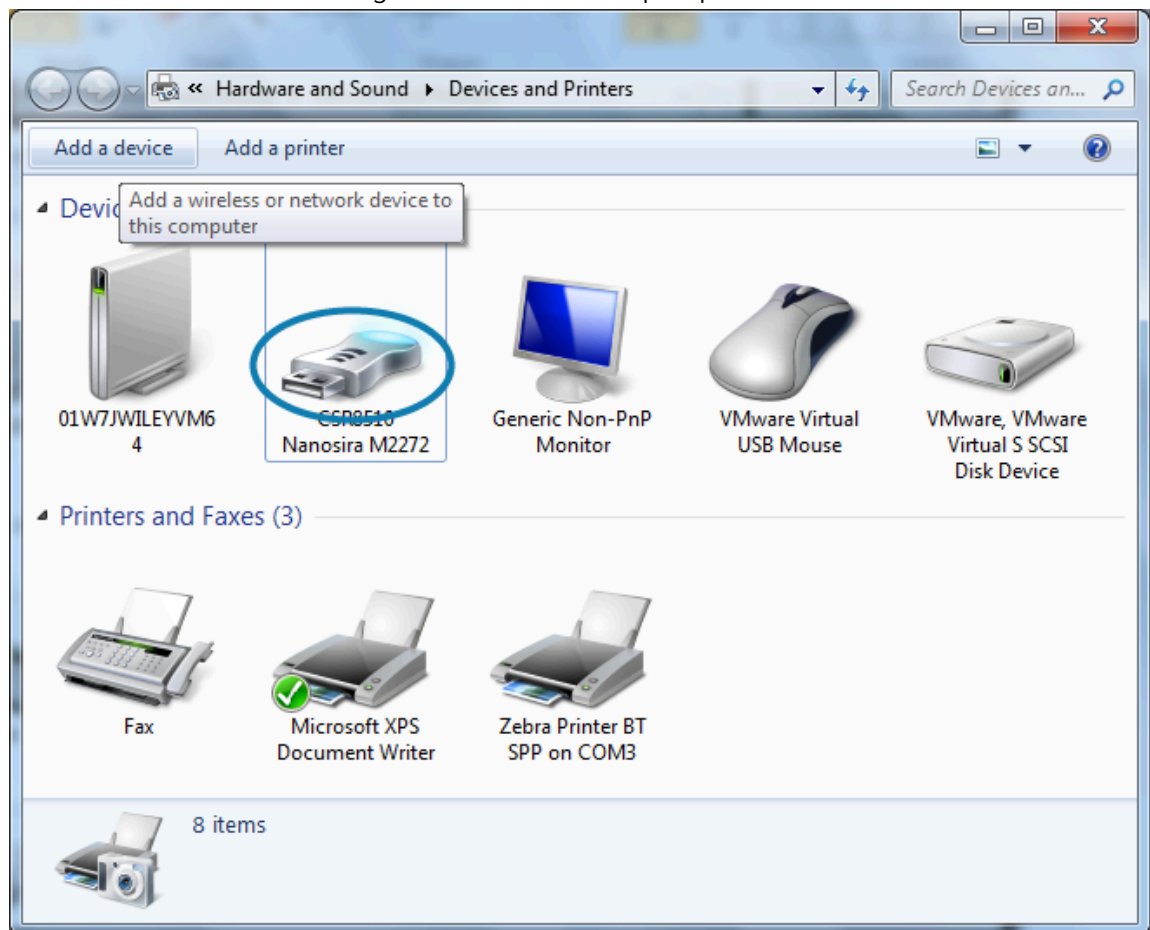 « Hardware and Sound ▸ Devices and Printers
Search Devices an...
Add a device Add a printer
Add a wireless or network device to
this computer
01W7JWILEYVM6
4
CSR8510
Nanosira M2272
Generic Non-PnP
Monitor
VMware Virtual
USB Mouse
VMware, VMware
Virtual S SCSI
Disk Device
Printers and Faxes (3)
Fax
Microsoft XPS
Document Writer
Zebra Printer BT
SPP on COM3
8 items